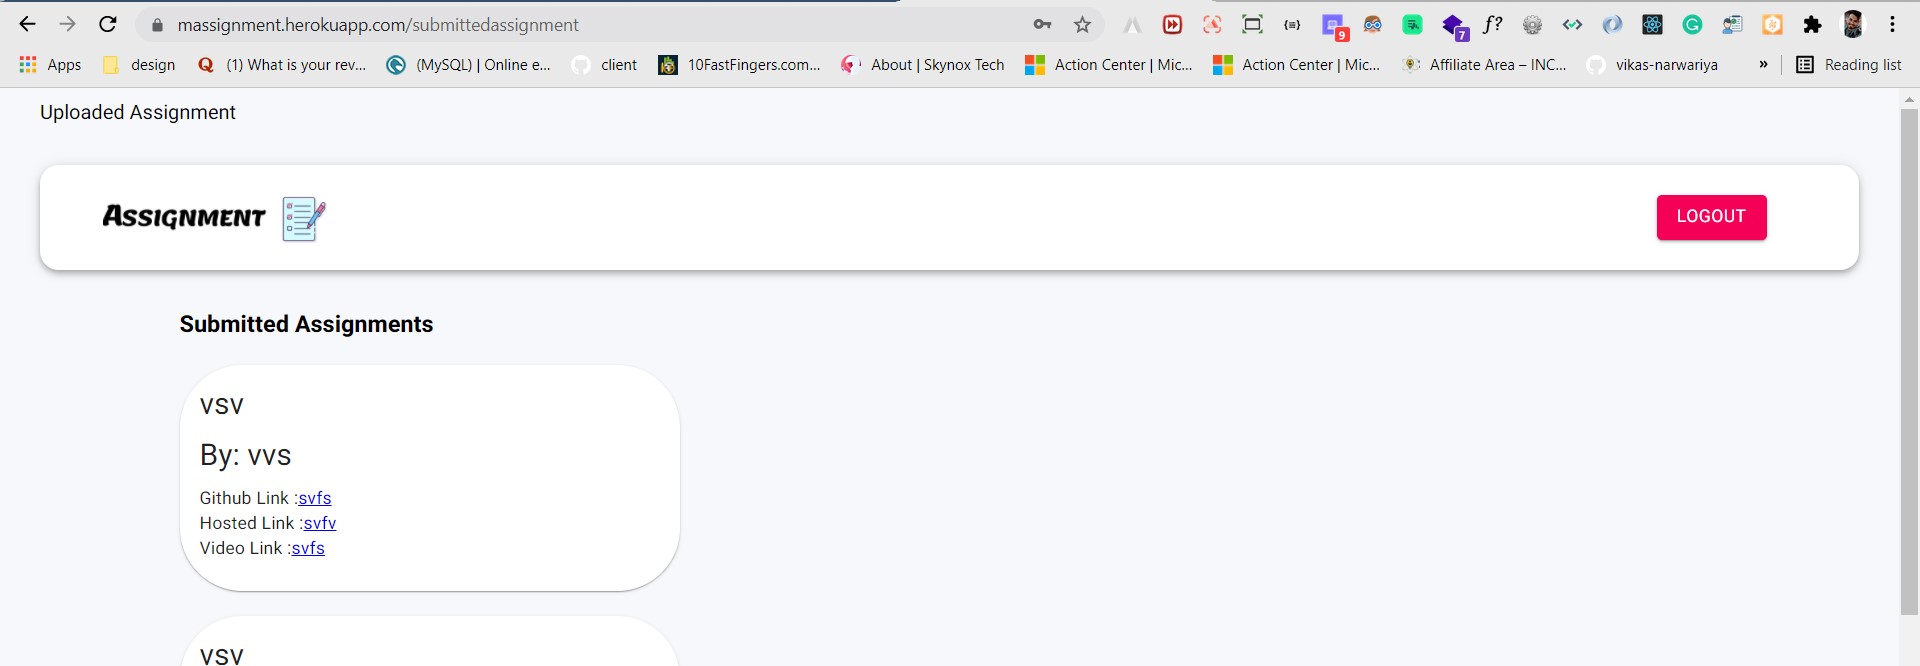 massignment.herokuapp.com/submittedassignment
9
7
f?
Apps
design
(1) What is your rev...
(MySQL) | Online e...
client
10FastFingers.com...
About | Skynox Tech
Action Center | Mic...
Action Center | Mic...
Affiliate Area – INC...
vikas-narwariya
»
Reading list
Uploaded Assignment
Assignment
LOGOUT
Submitted Assignments
vsv
By: vvs
Github Link :svfs
Hosted Link :svfv
Video Link :svfs
vsv